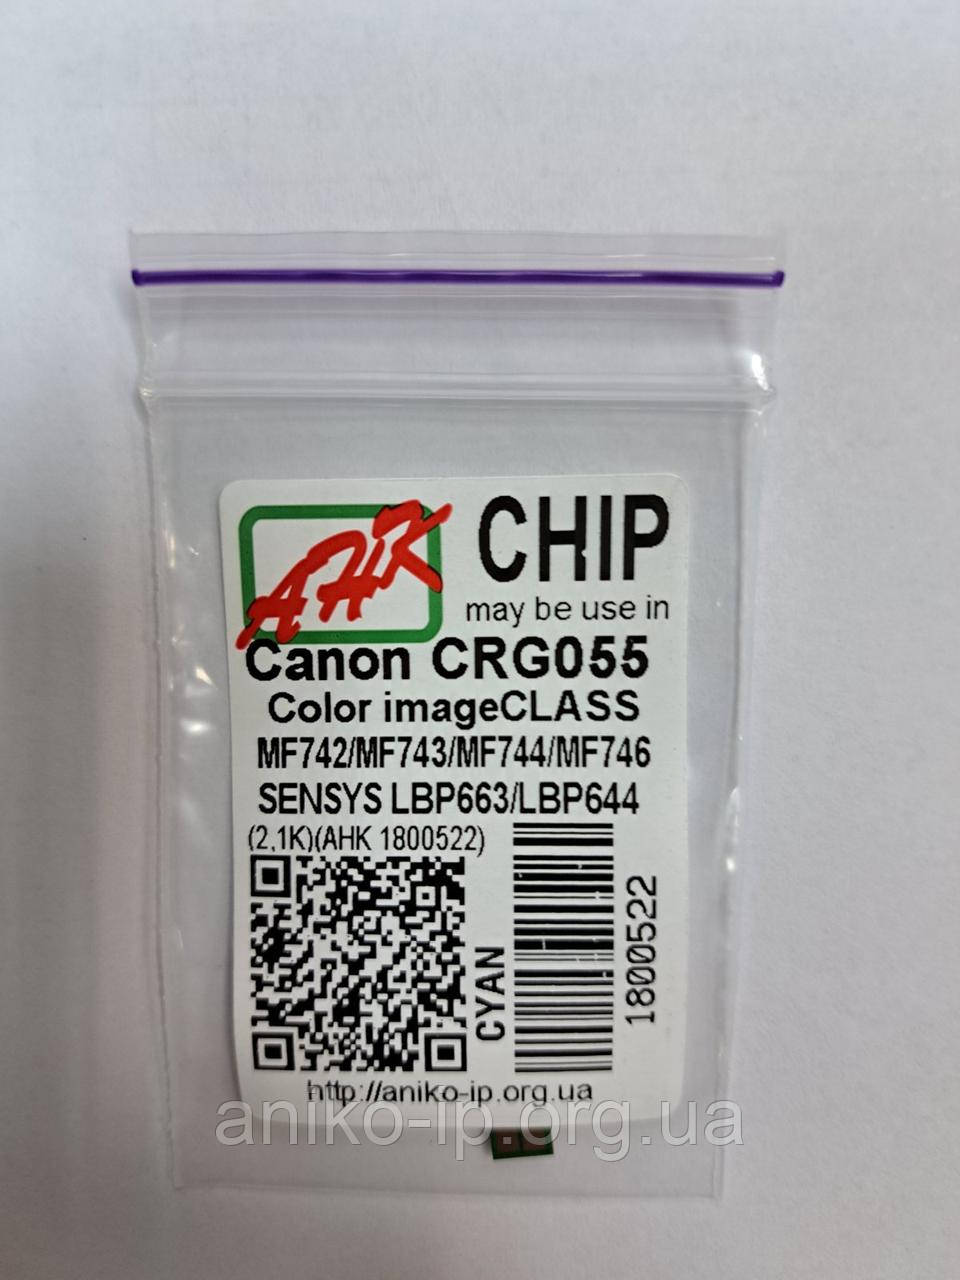 АНК
CHIP
may be use in
Canon CRG055
Color imageCLASS
MF742/MF743/MF744/MF746
SENSYS LBP663/LBP644
(2,1K)(AHK 1800522)
CYAN
1800522
http://aniko-ip.org.ua
aniko-ip.org.ua